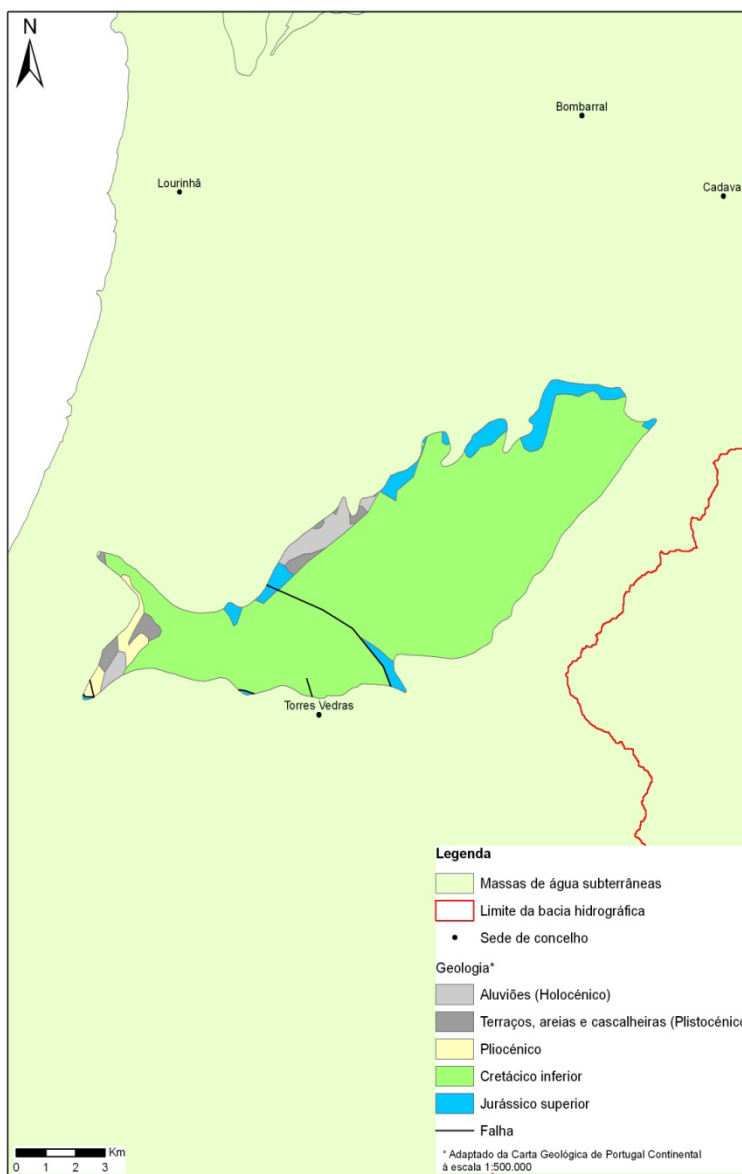 N
Bombarral
Lourinhã
Cadava
Torres Vedras
Legenda
Massas de água subterrâneas
Limite da bacia hidrográfica
Sede de concelho
Geologia*
Aluviões (Holocénico)
Terraços, areias e cascalheiras (Plistocénico
Pliocénico
Cretácico inferior
Jurássico superior
Falha
* Adaptado da Carta Geológica de Portugal Continental
à escala 1:500.000
Km
0 1 2 3